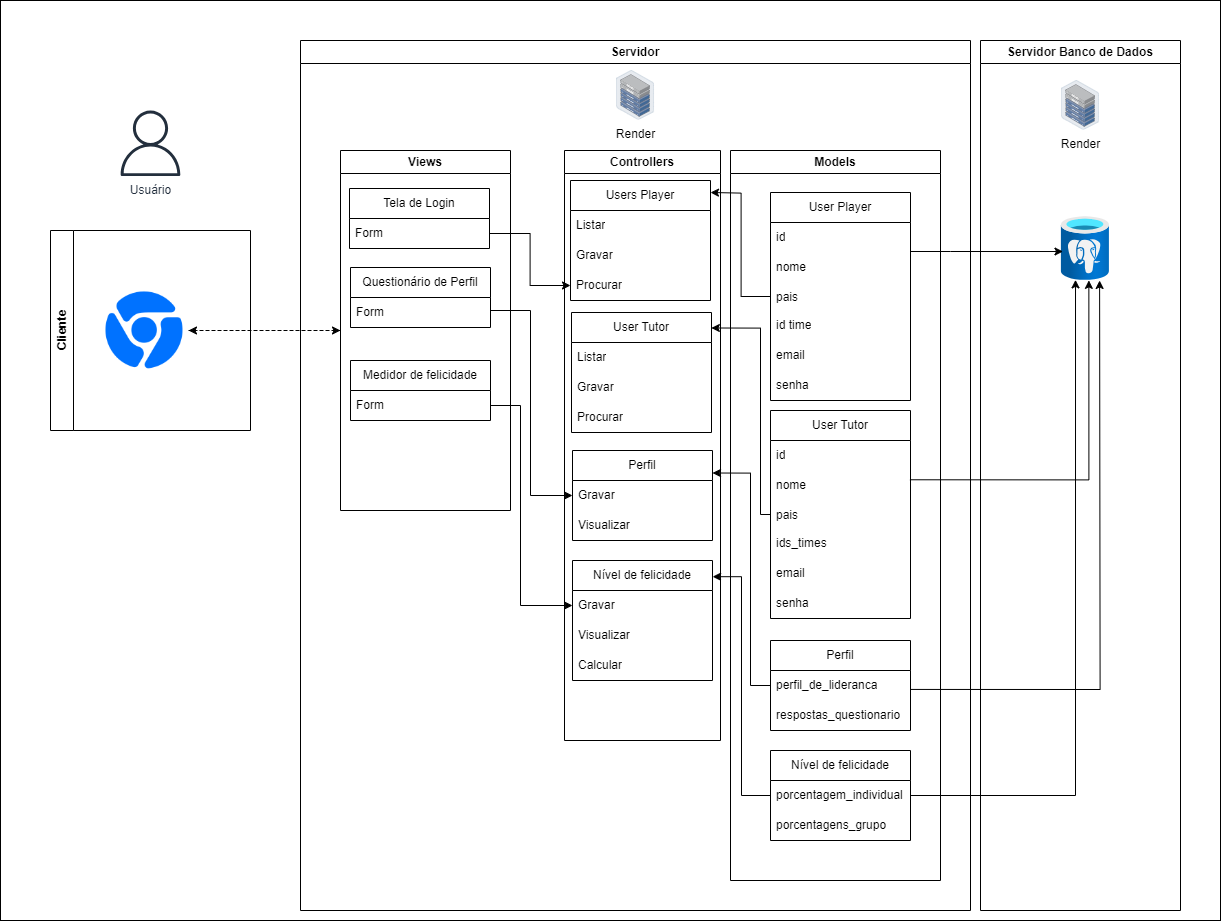 Servidor
Servidor Banco de Dados
Render
Render
Usuário
Cliente
Views
Tela de Login
Form
Questionário de Perfil
Form
Medidor de felicidade
Form
Controllers
Users Player
Listar
Gravar
Procurar
User Tutor
Listar
Gravar
Procurar
Perfil
Gravar
Visualizar
Nível de felicidade
Gravar
Visualizar
Calcular
Models
User Player
id
nome
pais
id time
email
senha
User Tutor
id
nome
pais
ids_times
email
senha
Perfil
perfil_de_lideranca
respostas_questionario
Nível de felicidade
porcentagem_individual
porcentagens_grupo